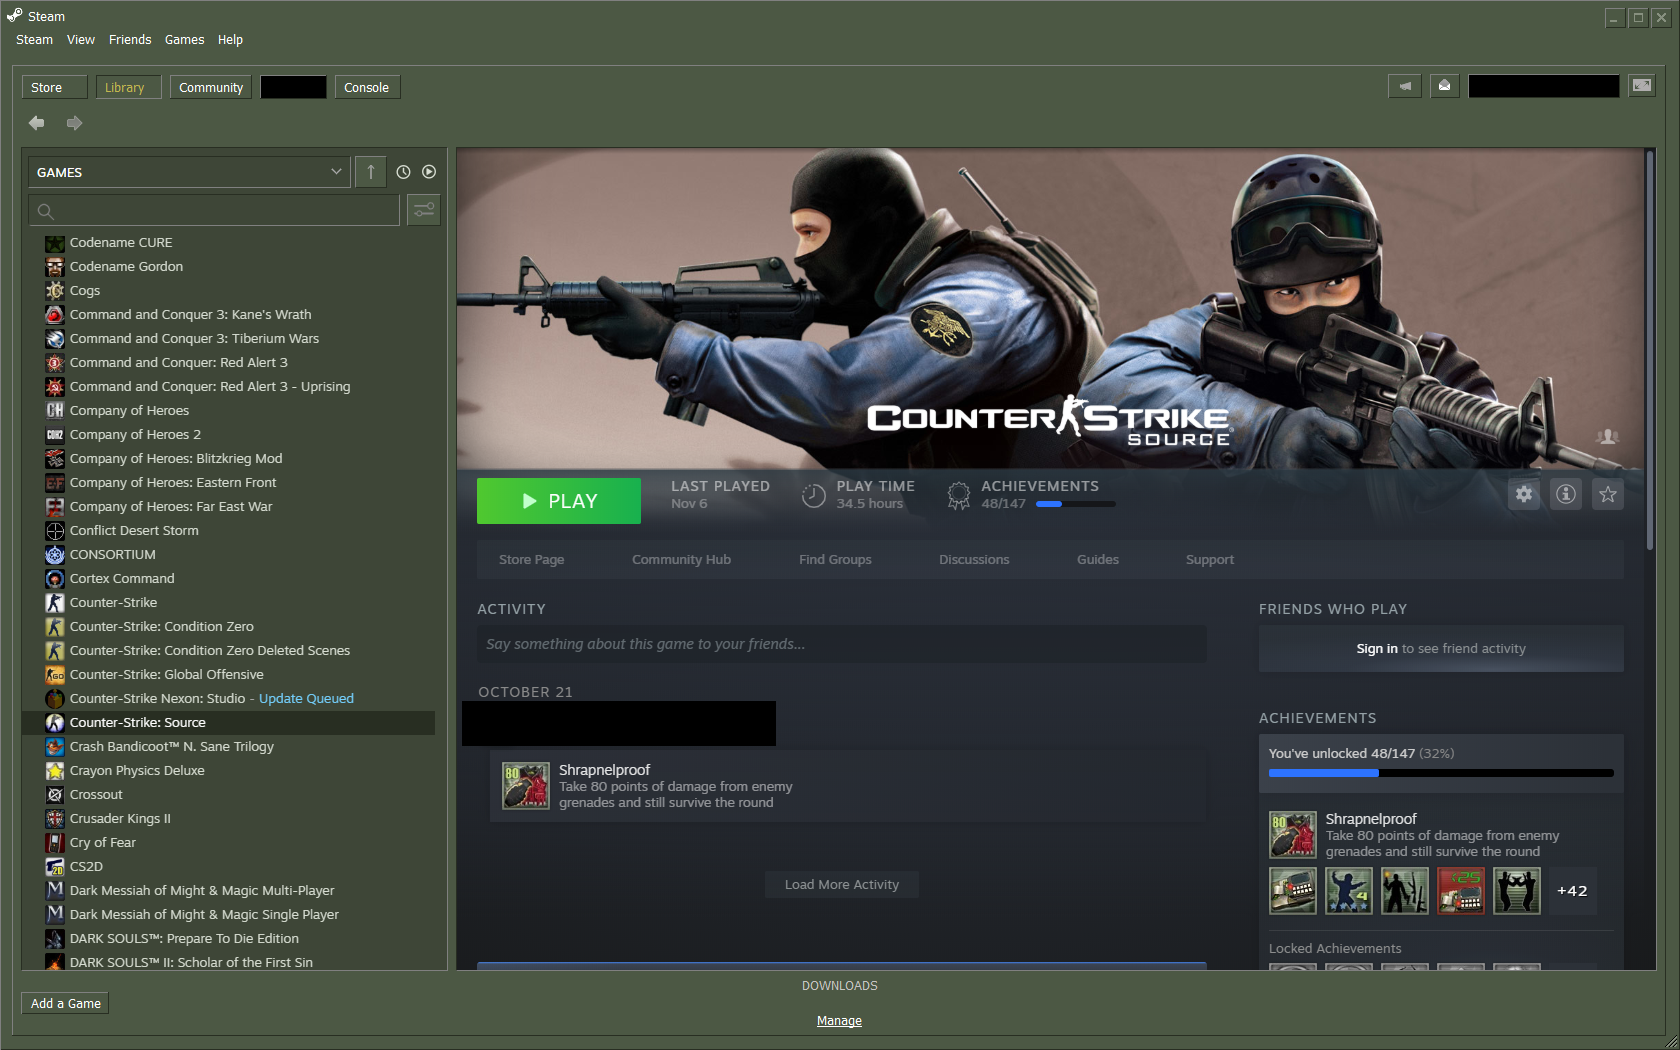 Steam
Steam View Friends Games Help
Store Library Community Console
GAMES
Codename CURE
Codename Gordon
Cogs
Command and Conquer 3: Kane's Wrath
Command and Conquer 3: Tiberium Wars
Command and Conquer: Red Alert 3
Command and Conquer: Red Alert 3 - Uprising
Company of Heroes
Company of Heroes 2
Company of Heroes: Blitzkrieg Mod
Company of Heroes: Eastern Front
Company of Heroes: Far East War
Conflict Desert Storm
CONSORTIUM
Cortex Command
Counter-Strike
Counter-Strike: Condition Zero
Counter-Strike: Condition Zero Deleted Scenes
Counter-Strike: Global Offensive
Counter-Strike Nexon: Studio - Update Queued
Counter-Strike: Source
Crash Bandicoot™ N. Sane Trilogy
Crayon Physics Deluxe
Crossout
Crusader Kings II
Cry of Fear
CS2D
Dark Messiah of Might & Magic Multi-Player
Dark Messiah of Might & Magic Single Player
DARK SOULS™: Prepare To Die Edition
DARK SOULS™ II: Scholar of the First Sin
Add a Game
COUNTER STRIKE
SOURCE
PLAY
LAST PLAYED
Nov 6
PLAY TIME
34.5 hours
ACHIEVEMENTS
48/147
Store Page Community Hub Find Groups Discussions Guides Support
ACTIVITY
Say something about this game to your friends...
OCTOBER 21
80
Shrapnelproof
Take 80 points of damage from enemy
grenades and still survive the round
Load More Activity
FRIENDS WHO PLAY
Sign in to see friend activity
ACHIEVEMENTS
You've unlocked 48/147 (32%)
80
Shrapnelproof
Take 80 points of damage from enemy
grenades and still survive the round
+42
Locked Achievements
DOWNLOADS
Manage